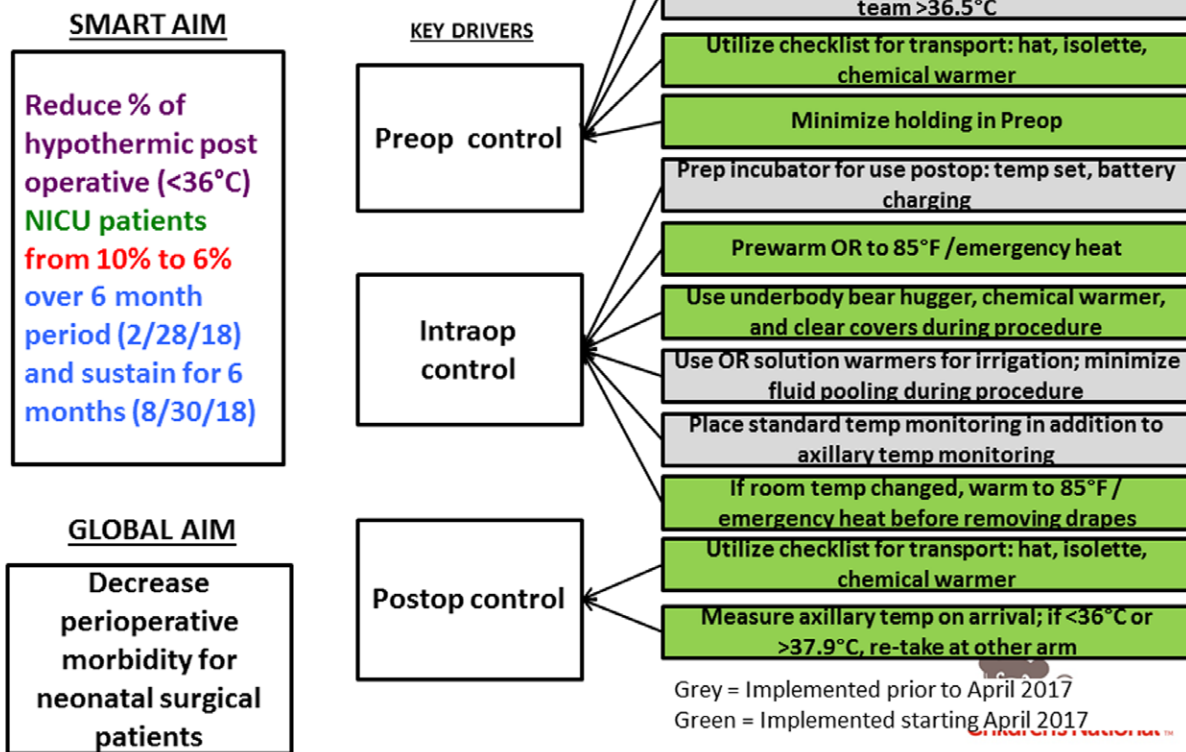 SMART AIM
Reduce % of
hypothermic post
operative (<36°C)
NICU patients
from 10% to 6%
over 6 month
period (2/28/18)
and sustain for 6
months (8/30/18)
GLOBAL AIM
Decrease
perioperative
morbidity for
neonatal surgical
patients
KEY DRIVERS
Preop control
Intraop
control
Postop control
team >36.5°C
Utilize checklist for transport: hat, isolette,
chemical warmer
Minimize holding in Preop
Prep incubator for use postop: temp set, battery
charging
Prewarm OR to 85°F /emergency heat
Use underbody bear hugger, chemical warmer,
and clear covers during procedure
Use OR solution warmers for irrigation; minimize
fluid pooling during procedure
Place standard temp monitoring in addition to
axillary temp monitoring
If room temp changed, warm to 85°F /
emergency heat before removing drapes
Utilize checklist for transport: hat, isolette,
chemical warmer
Measure axillary temp on arrival; if <36°C or
>37.9°C, re-take at other arm
Grey = Implemented prior to April 2017
Green = Implemented starting April 2017
Children's National ™